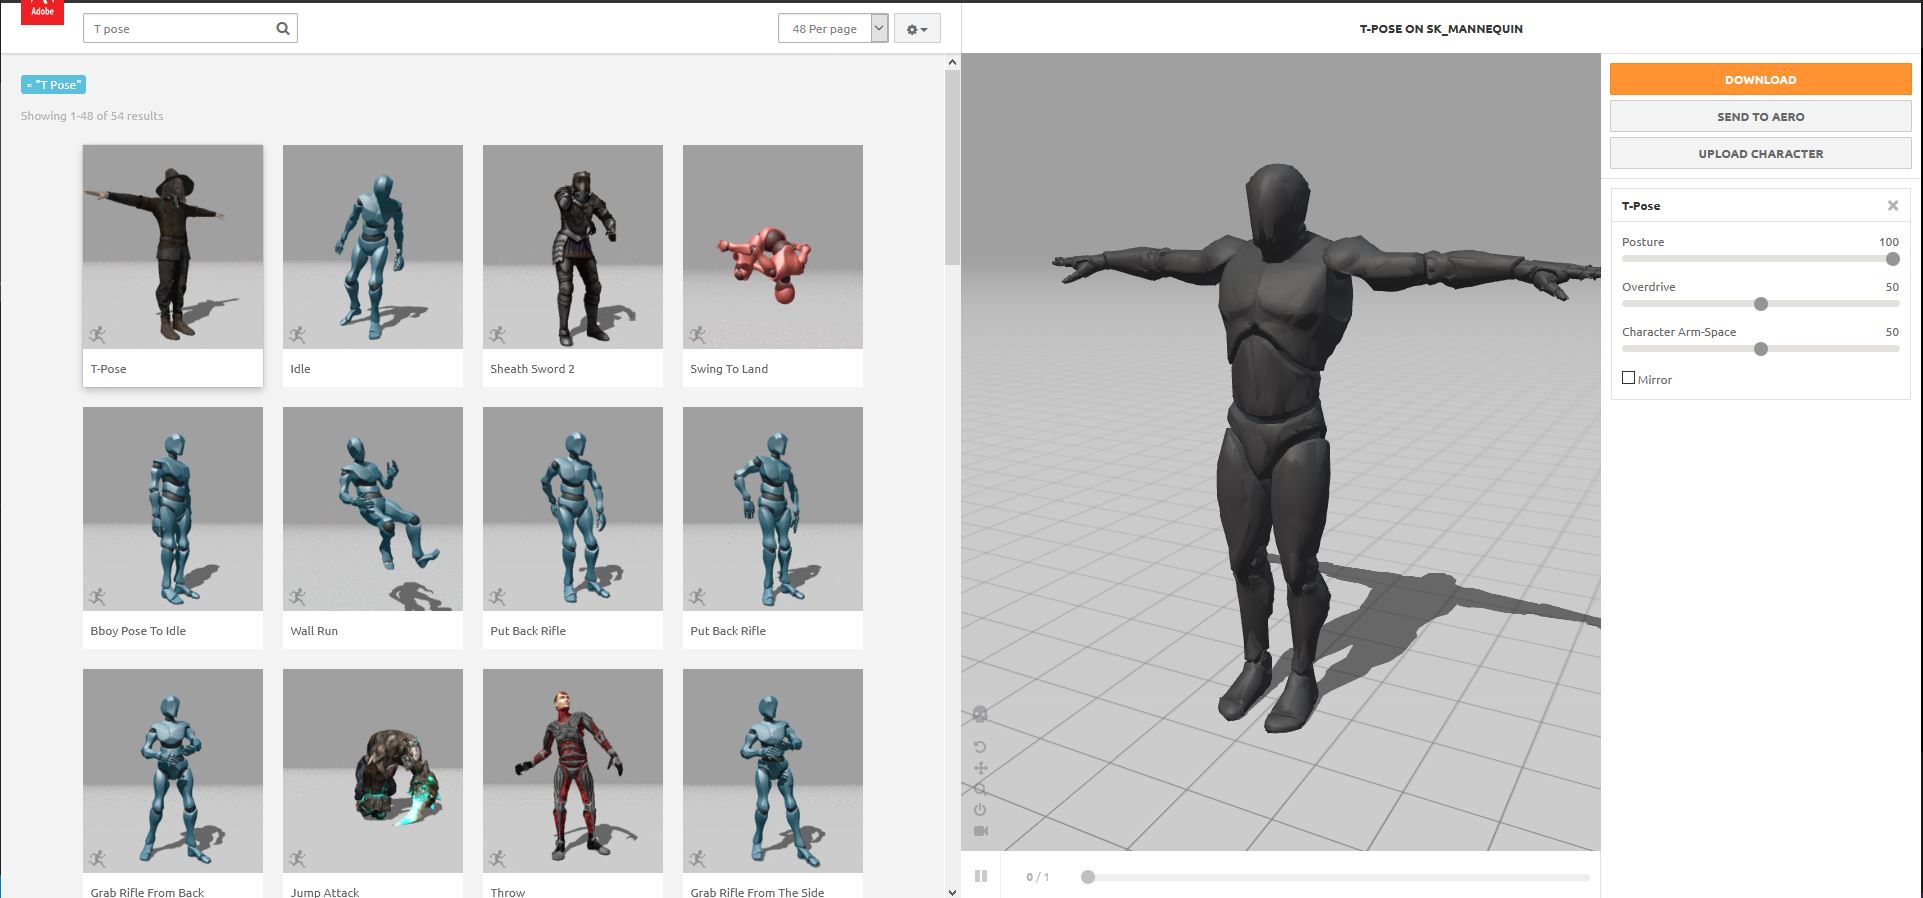 Adobe
T pose
48 Per page
T-POSE ON SK_MANNEQUIN
× "T Pose"
Showing 1-48 of 54 results
T-Pose
Idle
Sheath Sword 2
Swing To Land
Bboy Pose To Idle
Wall Run
Put Back Rifle
Put Back Rifle
Grab Rifle From Back
Jump Attack
Throw
Grab Rifle From The Side
DOWNLOAD
SEND TO AERO
UPLOAD CHARACTER
T-Pose
Posture 100
Overdrive 50
Character Arm-Space 50
Mirror
0 / 1